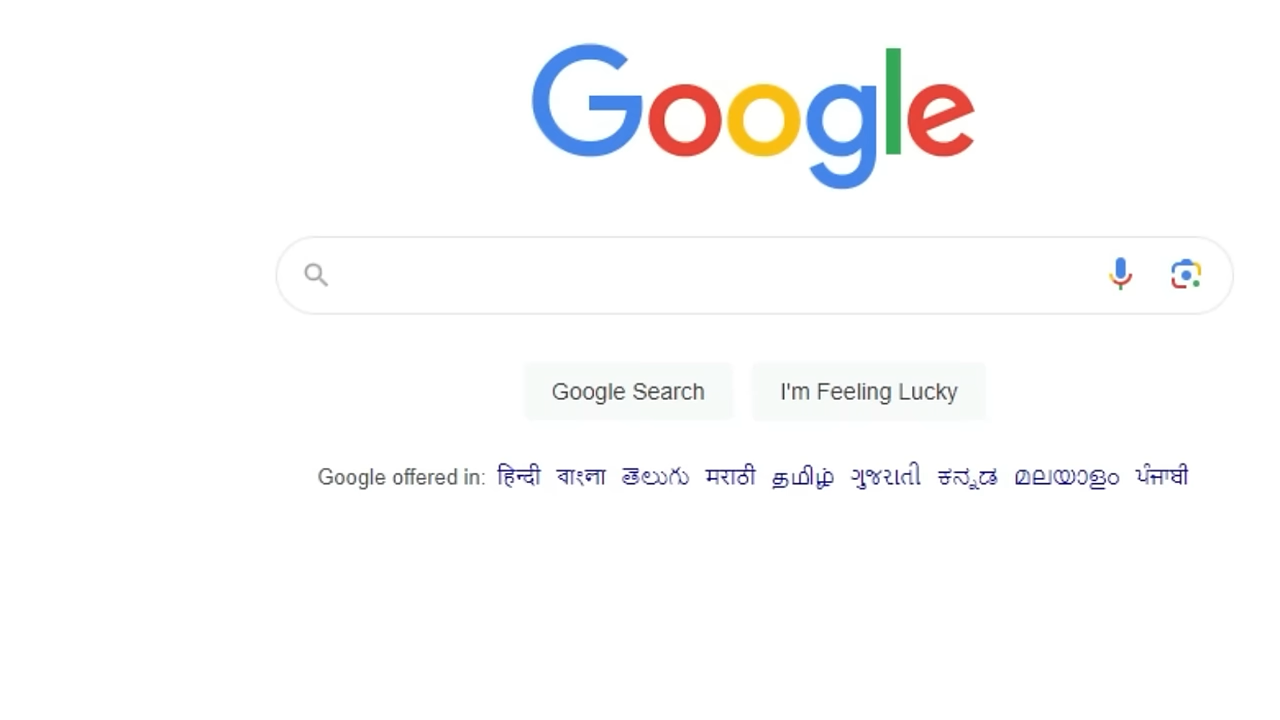 Google
Google Search I'm Feeling Lucky
Google offered in: हिन्दी বাংলা తెలుగు मराठी தமிழ் ગુજરાતી ಕನ್ನಡ മലയാളം ਪੰਜਾਬੀ